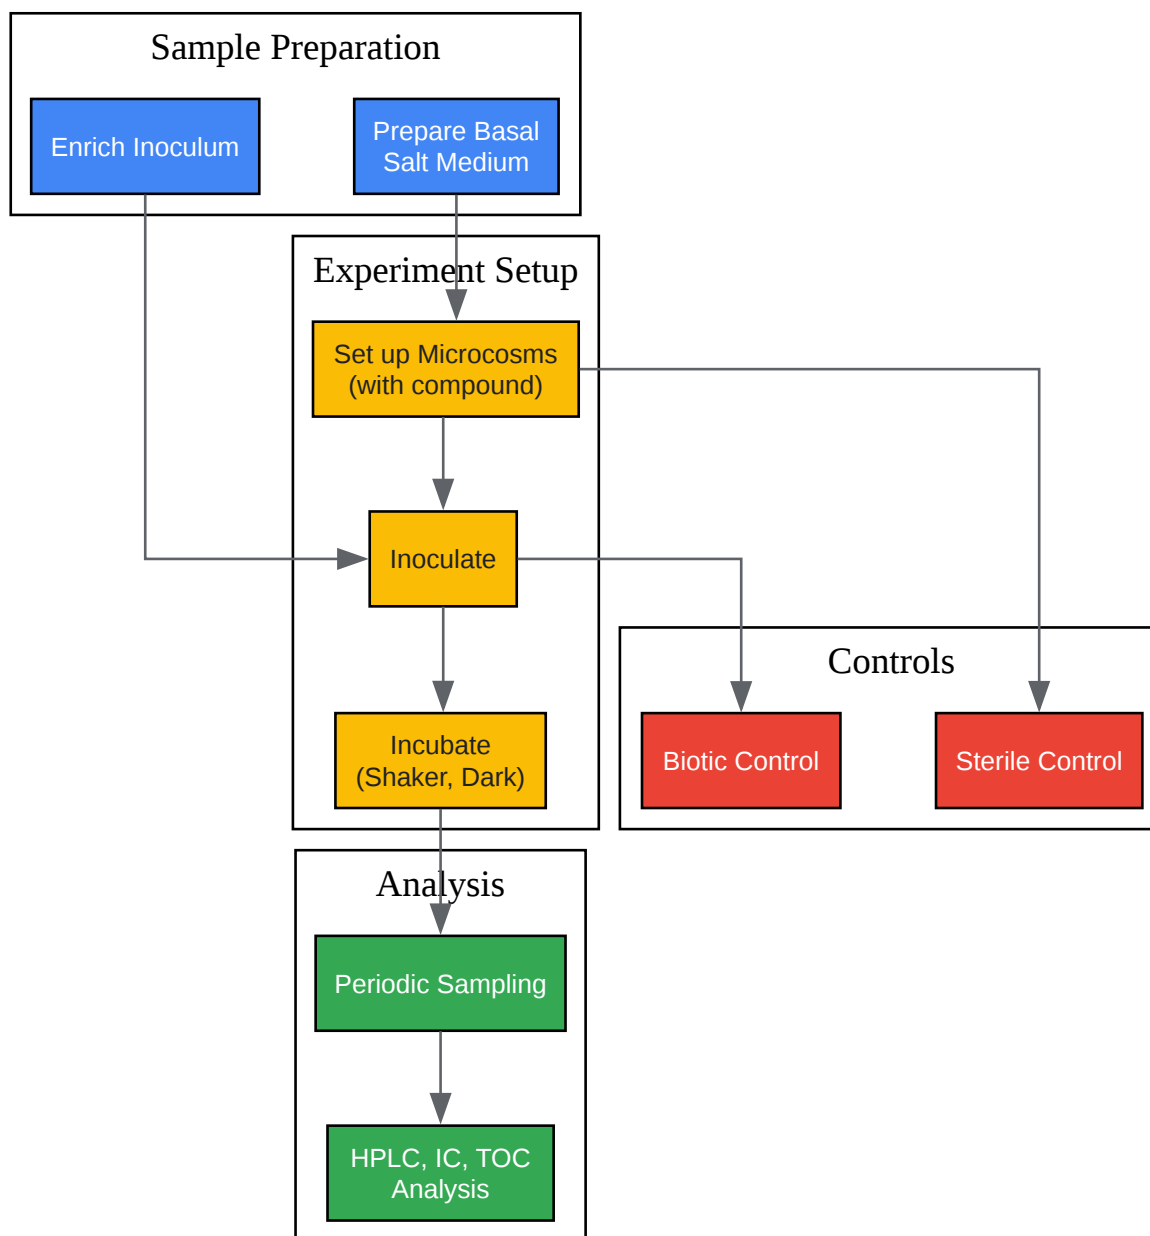 Sample Preparation
Enrich Inoculum
Prepare Basal
Salt Medium
Experiment Setup
Set up Microcosms
(with compound)
Inoculate
Controls
Incubate
(Shaker, Dark)
Biotic Control
Sterile Control
Analysis
Periodic Sampling
HPLC, IC, TOC
Analysis